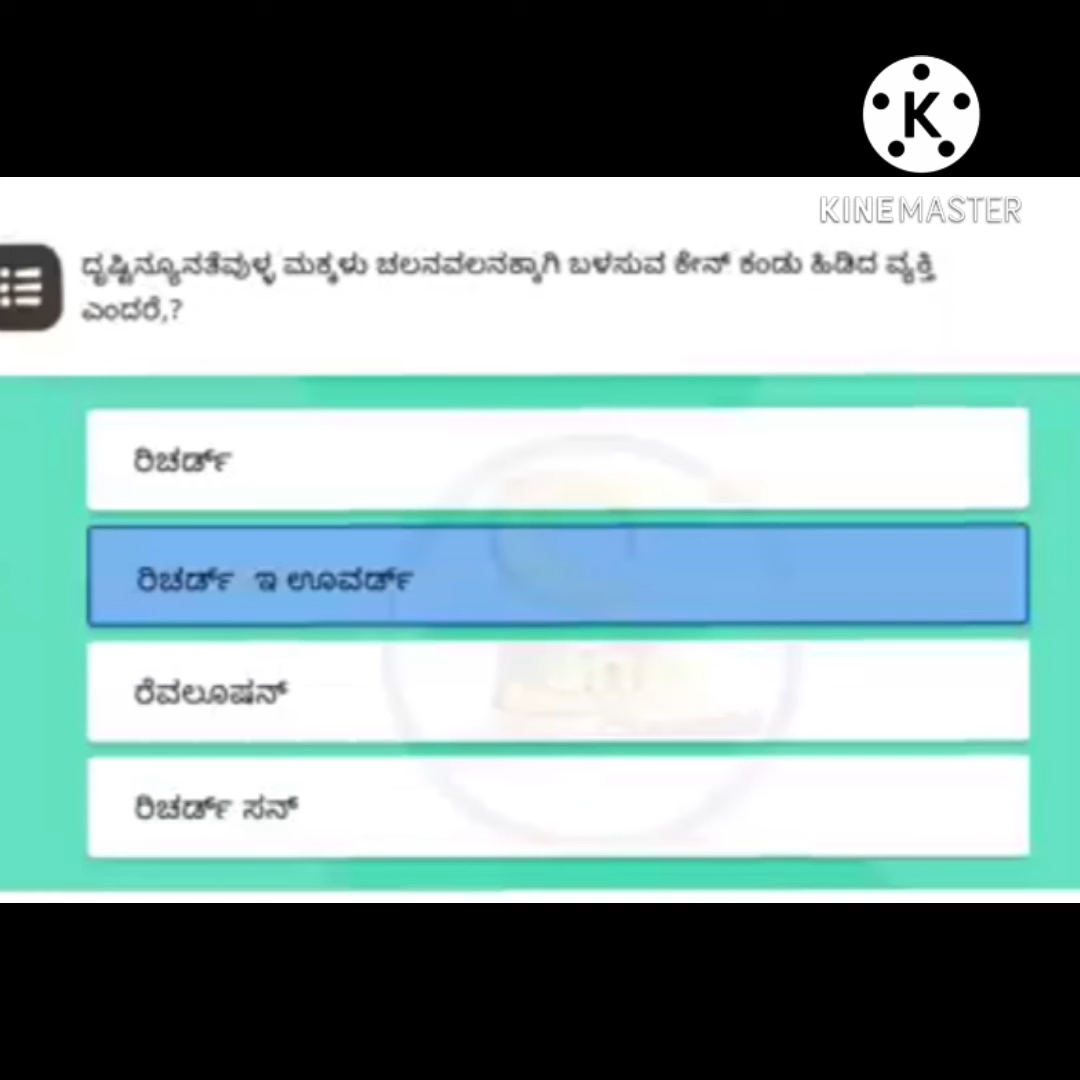 K
KINEMASTER
ದೃಷ್ಟಿನ್ಯೂನತೆವುಳ್ಳ ಮಕ್ಕಳು ಚಲನವಲನಕ್ಕಾಗಿ ಬಳಸುವ ಕೇನ್ ಕಂಡು ಹಿಡಿದ ವ್ಯಕ್ತಿ
ಎಂದರೆ,?
ರಿಚರ್ಡ್
ರಿಚರ್ಡ್ ಇ ಊವರ್ಡ್
ರೆವಲೂಷನ್
ರಿಚರ್ಡ್ ಸನ್